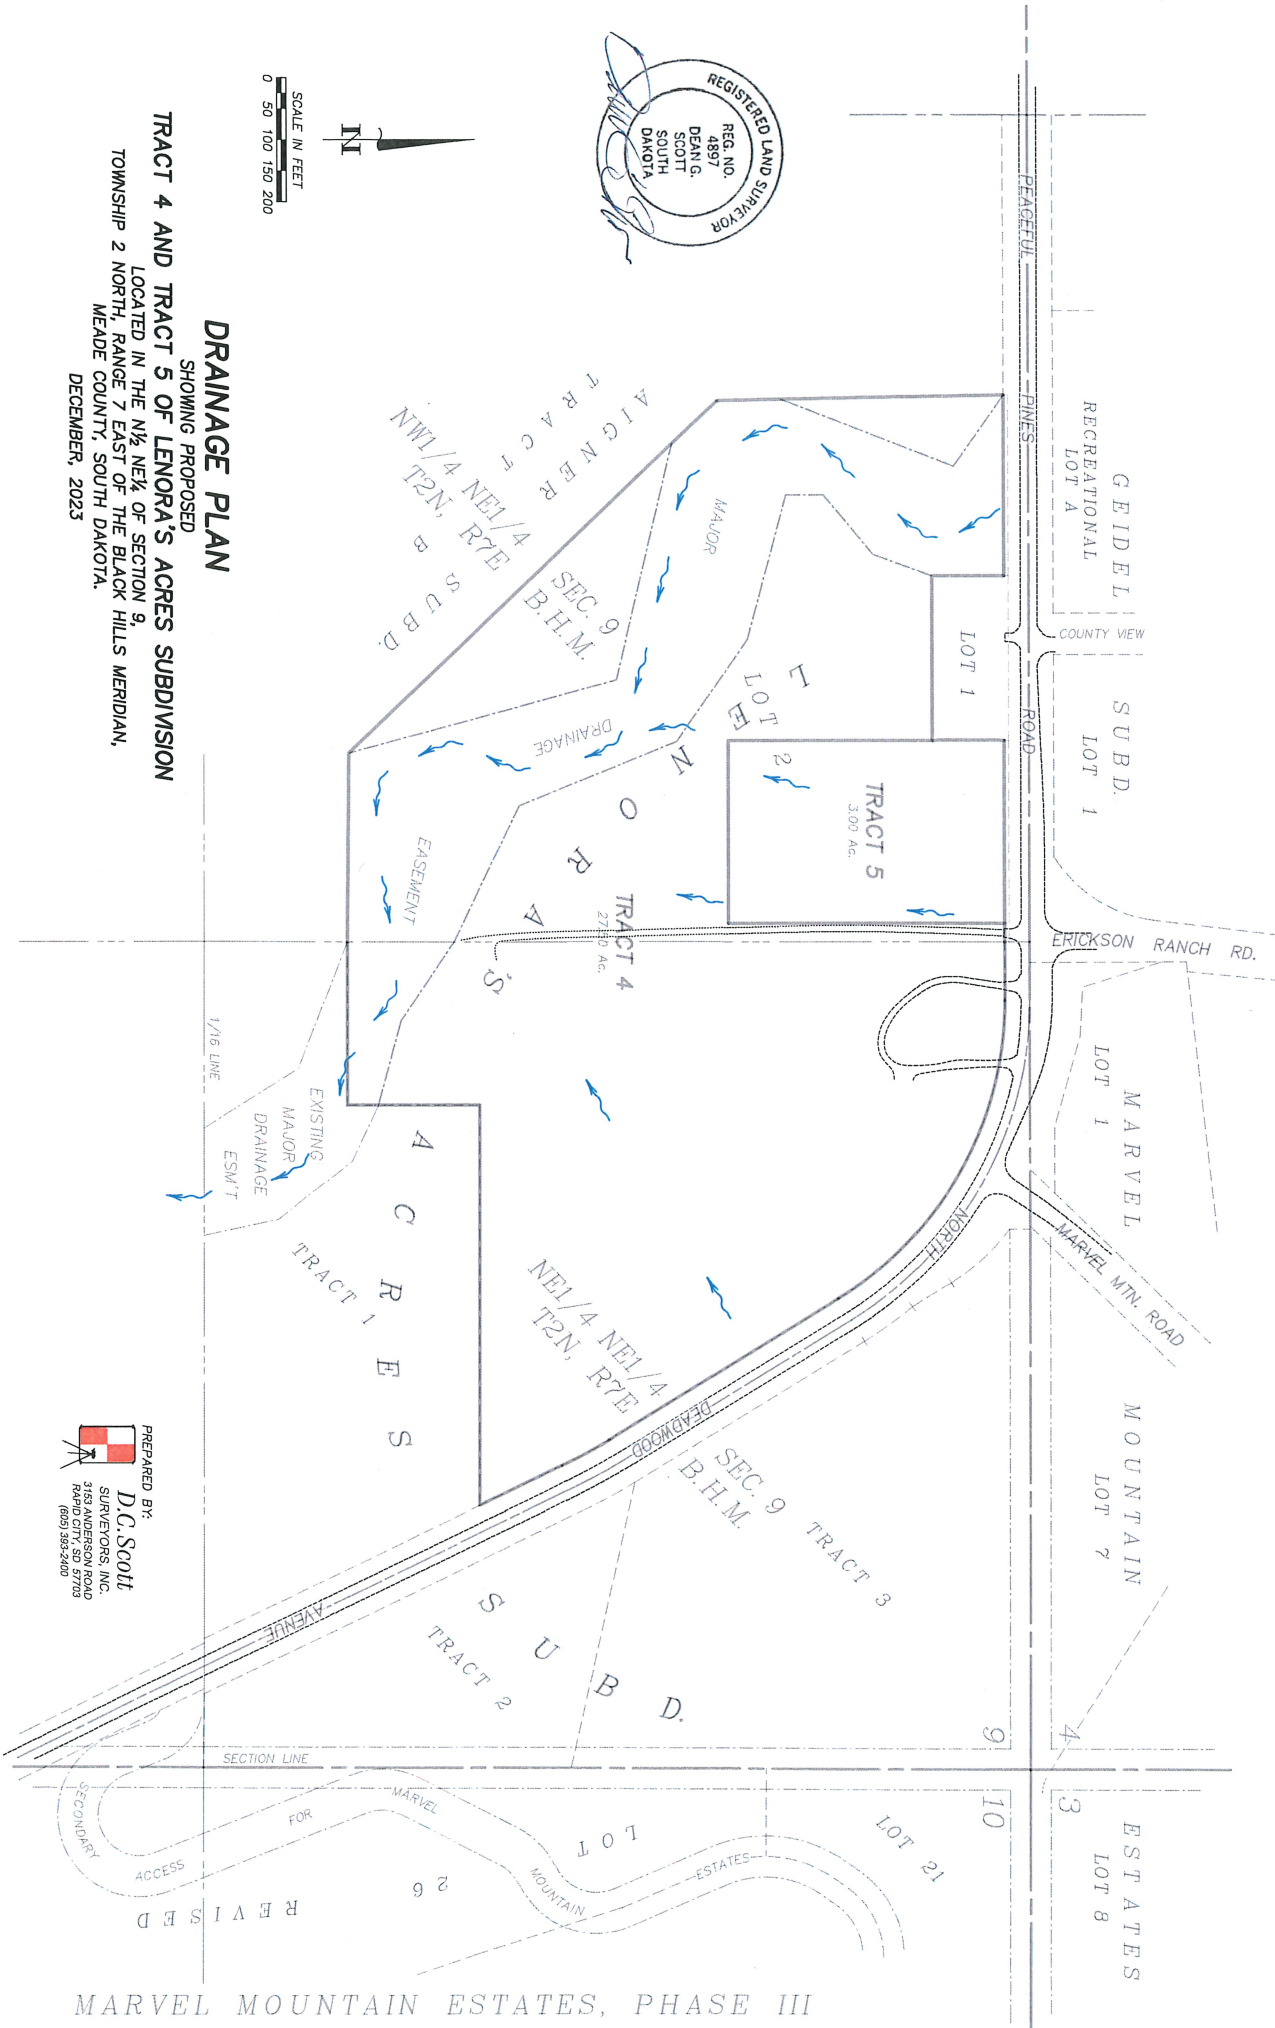 DRAINAGE PLAN
SHOWING PROPOSED
TRACT 4 AND TRACT 5 OF LENORA'S ACRES SUBDIVISION
LOCATED IN THE N½ NE¼ OF SECTION 9,
TOWNSHIP 2 NORTH, RANGE 7 EAST OF THE BLACK HILLS MERIDIAN,
MEADE COUNTY, SOUTH DAKOTA.
DECEMBER, 2023
SCALE IN FEET
0 50 100 150 200
N
REGISTERED LAND SURVEYOR
REG. NO.
4897
DEAN G.
SCOTT
SOUTH
DAKOTA
PEACEFUL PINES ROAD
GEIDEL SUBD.
RECREATIONAL
LOT A
COUNTY VIEW
LOT 1
ERICKSON RANCH RD.
MARVEL MOUNTAIN ESTATES
LOT 1
LOT 7
LOT 8
MARVEL MTN. ROAD
4
3
9
10
LOT 1
LOT 2
TRACT 5
3.00 Ac.
TRACT 4
Ac.
LENORA'S ACRES SUBD.
MAJOR
DRAINAGE
EASEMENT
AIGNER
TRACT
B SUBD.
NW1/4 NE1/4
T2N, R7E
SEC. 9
B.H.M.
NE1/4 NE1/4
T2N, R7E
SEC. 9
B.H.M.
EXISTING
MAJOR
DRAINAGE
ESM'T
1/16 LINE
TRACT 1
TRACT 2
TRACT 3
NORTH DEADWOOD AVENUE
SECTION LINE
SECONDARY ACCESS FOR MARVEL MOUNTAIN ESTATES
LOT 21
LOT
26
REVISED
MARVEL MOUNTAIN ESTATES, PHASE III
PREPARED BY:
D.C. Scott
SURVEYORS, INC.
3153 ANDERSON ROAD
RAPID CITY, SD 57703
(605) 393-2400